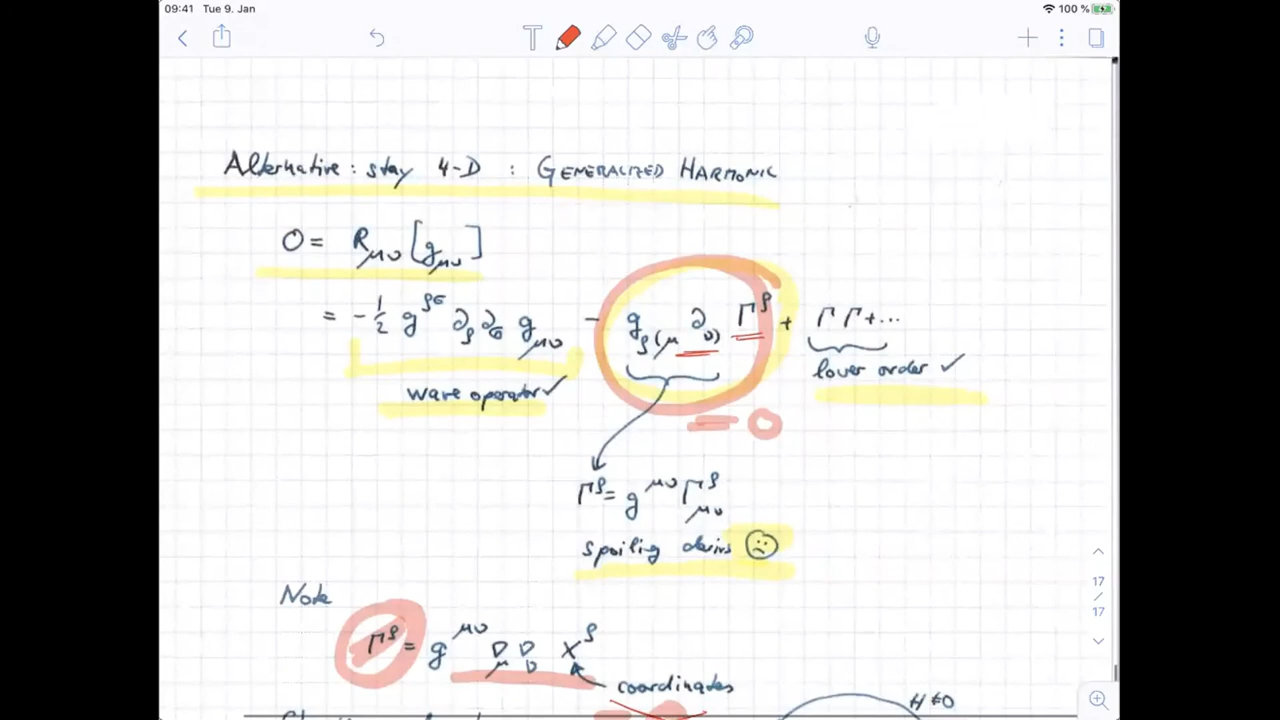 09:41 Tue 9. Jan 100 %
Alternative: stay 4-D : GENERALIZED HARMONIC
0 = R_μν [g_μν]
= -1/2 g^ρσ ∂_ρ ∂_σ g_μν - g_ρ(μ ∂_ν) Γ^ρ + ΓΓ+...
wave operator ✓ lower order ✓
= 0
Γ^ρ = g^μν Γ^ρ_μν
spoiling derivs ☹
Note
Γ^ρ = g^μν ∇_μ ∇_ν X^ρ
coordinates
H≠0
17
/
17